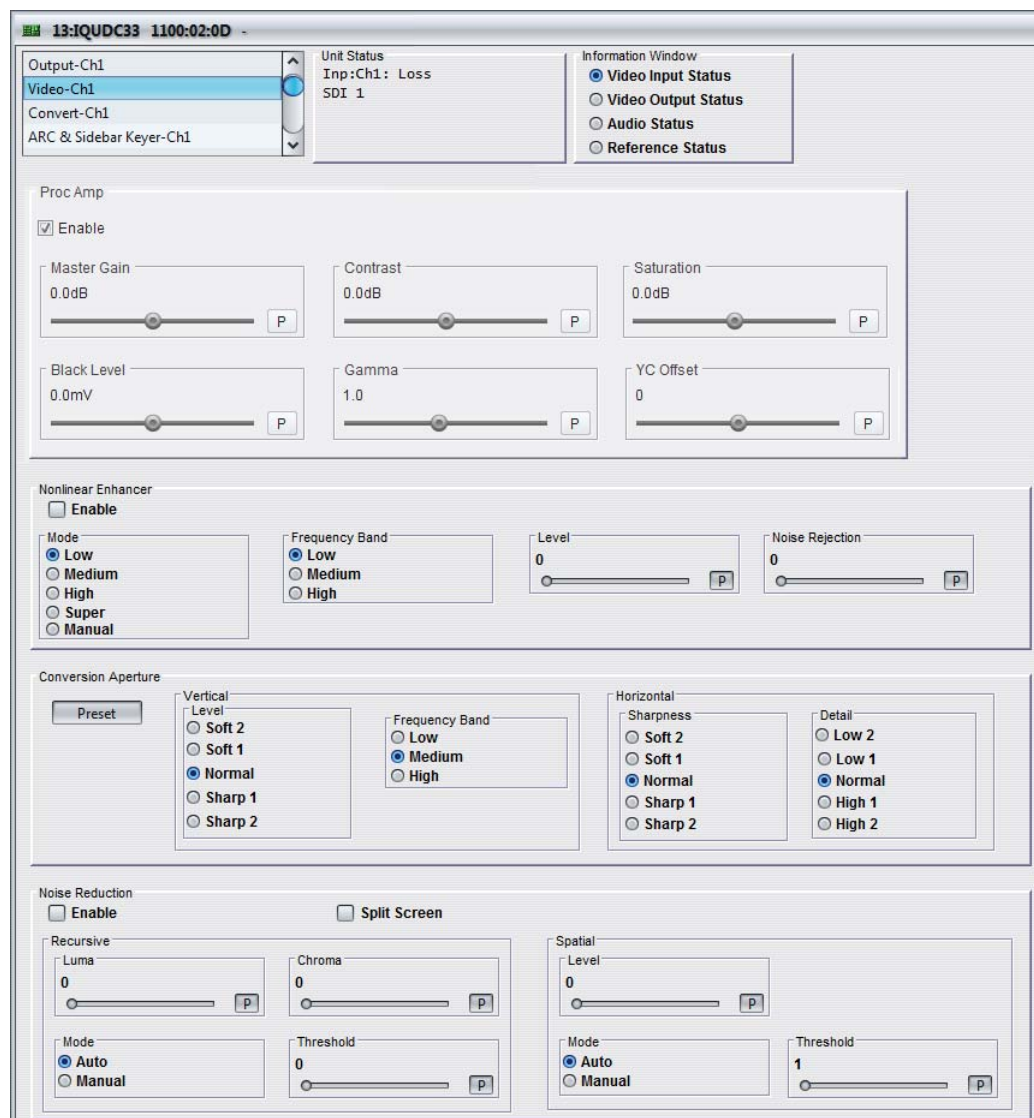 13:IQUDC33 1100:02:0D -
Output-Ch1
Video-Ch1
Convert-Ch1
ARC & Sidebar Keyer-Ch1
Unit Status
Inp:Ch1: Loss
SDI 1
Information Window
Video Input Status
Video Output Status
Audio Status
Reference Status
Proc Amp
Enable
Master Gain
0.0dB
P
Contrast
0.0dB
P
Saturation
0.0dB
P
Black Level
0.0mV
P
Gamma
1.0
P
YC Offset
0
P
Nonlinear Enhancer
Enable
Mode
Low
Medium
High
Super
Manual
Frequency Band
Low
Medium
High
Level
0
P
Noise Rejection
0
P
Conversion Aperture
Preset
Vertical
Level
Soft 2
Soft 1
Normal
Sharp 1
Sharp 2
Frequency Band
Low
Medium
High
Horizontal
Sharpness
Soft 2
Soft 1
Normal
Sharp 1
Sharp 2
Detail
Low 2
Low 1
Normal
High 1
High 2
Noise Reduction
Enable
Split Screen
Recursive
Luma
0
P
Chroma
0
P
Mode
Auto
Manual
Threshold
0
P
Spatial
Level
0
P
Mode
Auto
Manual
Threshold
1
P